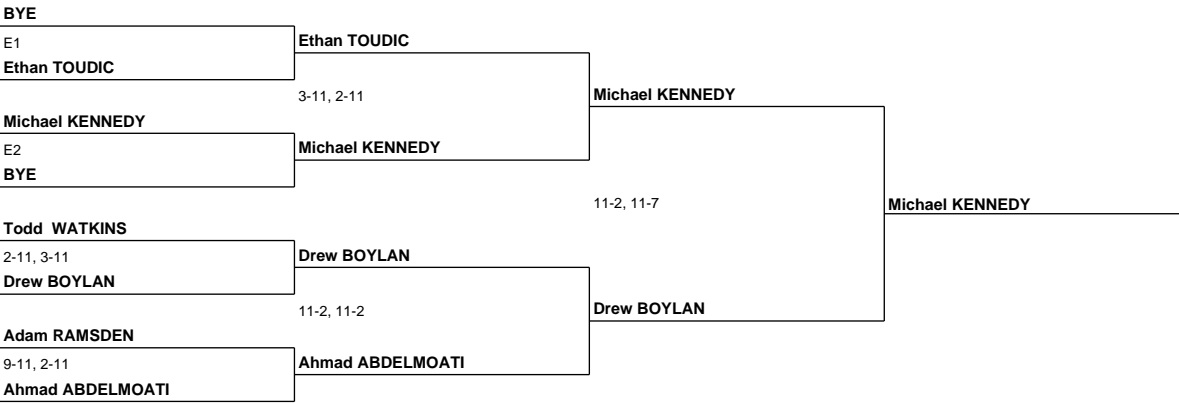 BYE
E1
Ethan TOUDIC
Ethan TOUDIC
3-11, 2-11
Michael KENNEDY
Michael KENNEDY
E2
BYE
Michael KENNEDY
11-2, 11-7
Michael KENNEDY
Todd  WATKINS
2-11, 3-11
Drew BOYLAN
Drew BOYLAN
11-2, 11-2
Drew BOYLAN
Adam RAMSDEN
9-11, 2-11
Ahmad ABDELMOATI
Ahmad ABDELMOATI